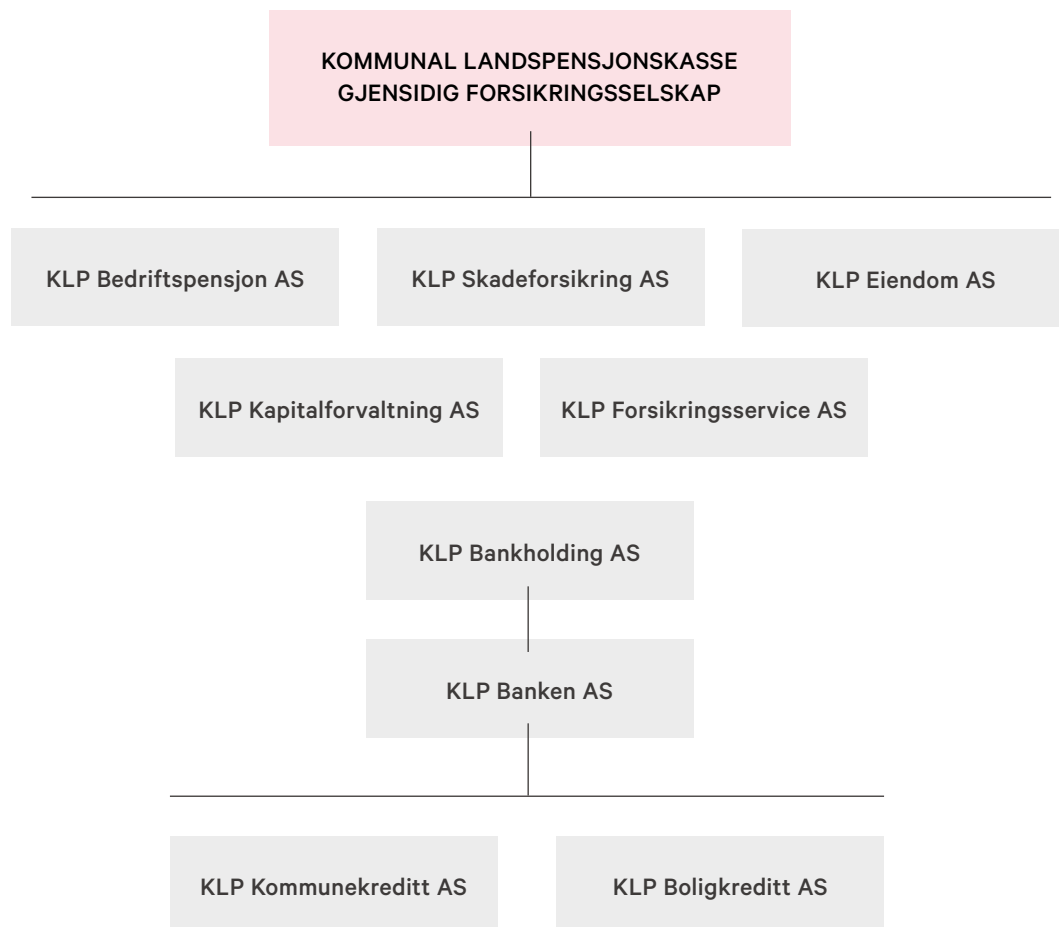 KOMMUNAL LANDSPENSJONSKASSE
GJENSIDIG FORSIKRINGSSELSKAP
KLP Bedriftspensjon AS
KLP Skadeforsikring AS
KLP Eiendom AS
KLP Kapitalforvaltning AS
KLP Forsikringsservice AS
KLP Bankholding AS
KLP Banken AS
KLP Kommunekreditt AS
KLP Boligkreditt AS